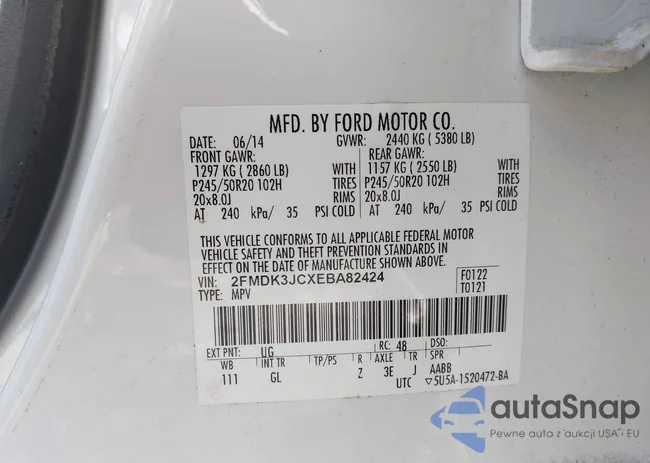 MFD. BY FORD MOTOR CO.
DATE: 06/14 GVWR: 2440 KG ( 5380 LB)
FRONT GAWR: REAR GAWR:
1297 KG ( 2860 LB) WITH 1157 KG ( 2550 LB) WITH
P245/50R20 102H TIRES P245/50R20 102H TIRES
20x8.0J RIMS 20x8.0J RIMS
AT 240 kPa/ 35 PSI COLD AT 240 kPa/ 35 PSI COLD
THIS VEHICLE CONFORMS TO ALL APPLICABLE FEDERAL MOTOR
VEHICLE SAFETY AND THEFT PREVENTION STANDARDS IN
EFFECT ON THE DATE OF MANUFACTURE SHOWN ABOVE.
VIN: 2FMDK3JCXEBA82424 F0122
TYPE: MPV T0121
EXT PNT: UG RC: 48 DSO:
WB INT TR TP/PS R AXLE TR SPR
111 GL Z 3E J AABB
UTC ▽5U5A-1520472-BA
autaSnap
Pewne auta z aukcji USA i EU